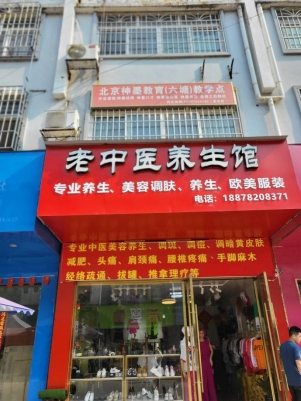 北京神墨教育(六靖)教学点
老中医养生馆
专业养生、美容调肤、养生、欧美服装
电话：18878208371
专业中医美容养生、调斑、调痘、调暗黄皮肤
减肥、头痛、肩颈痛、腰椎疼痛、手脚麻木
经络疏通、拔罐、推拿理疗等